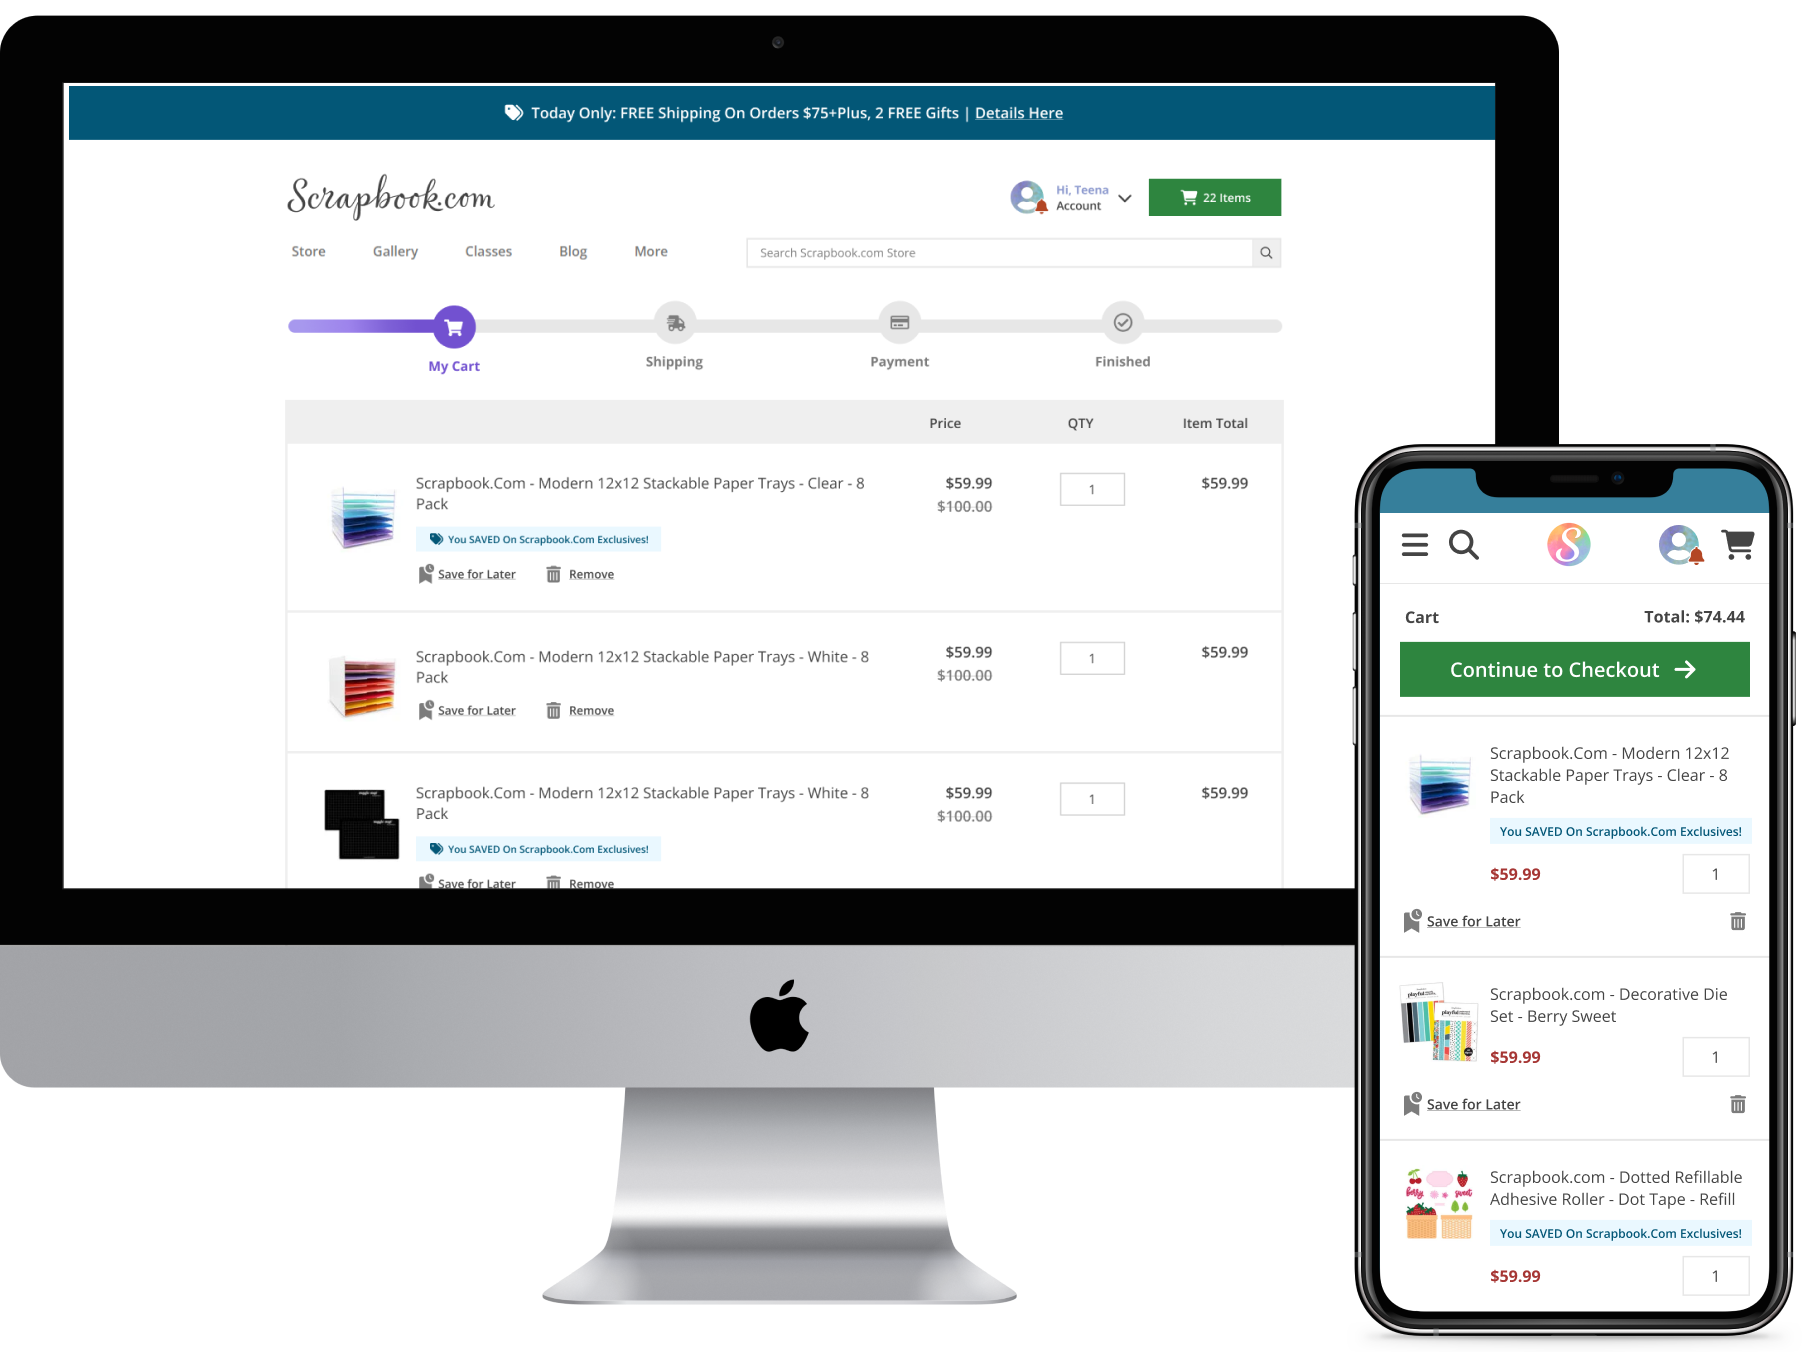 Today Only: FREE Shipping On Orders $75+Plus, 2 FREE Gifts | Details Here
Scrapbook.com
Hi, Teena
Account
22 Items
Store Gallery Classes Blog More
Search Scrapbook.com Store
My Cart
Shipping
Payment
Finished
Price QTY Item Total
Scrapbook.Com - Modern 12x12 Stackable Paper Trays - Clear - 8
Pack
$59.99
$100.00
1
$59.99
You SAVED On Scrapbook.Com Exclusives!
Save for Later Remove
Scrapbook.Com - Modern 12x12 Stackable Paper Trays - White - 8
Pack
$59.99
$100.00
1
$59.99
Save for Later Remove
Scrapbook.Com - Modern 12x12 Stackable Paper Trays - White - 8
Pack
$59.99
$100.00
1
$59.99
You SAVED On Scrapbook.Com Exclusives!
Save for Later Remove
S
Cart Total: $74.44
Continue to Checkout
Scrapbook.Com - Modern 12x12
Stackable Paper Trays - Clear - 8
Pack
You SAVED On Scrapbook.Com Exclusives!
$59.99 1
Save for Later
playful
playful
Scrapbook.com - Decorative Die
Set - Berry Sweet
$59.99 1
Save for Later
berry sweet
Scrapbook.com - Dotted Refillable
Adhesive Roller - Dot Tape - Refill
You SAVED On Scrapbook.Com Exclusives!
$59.99 1